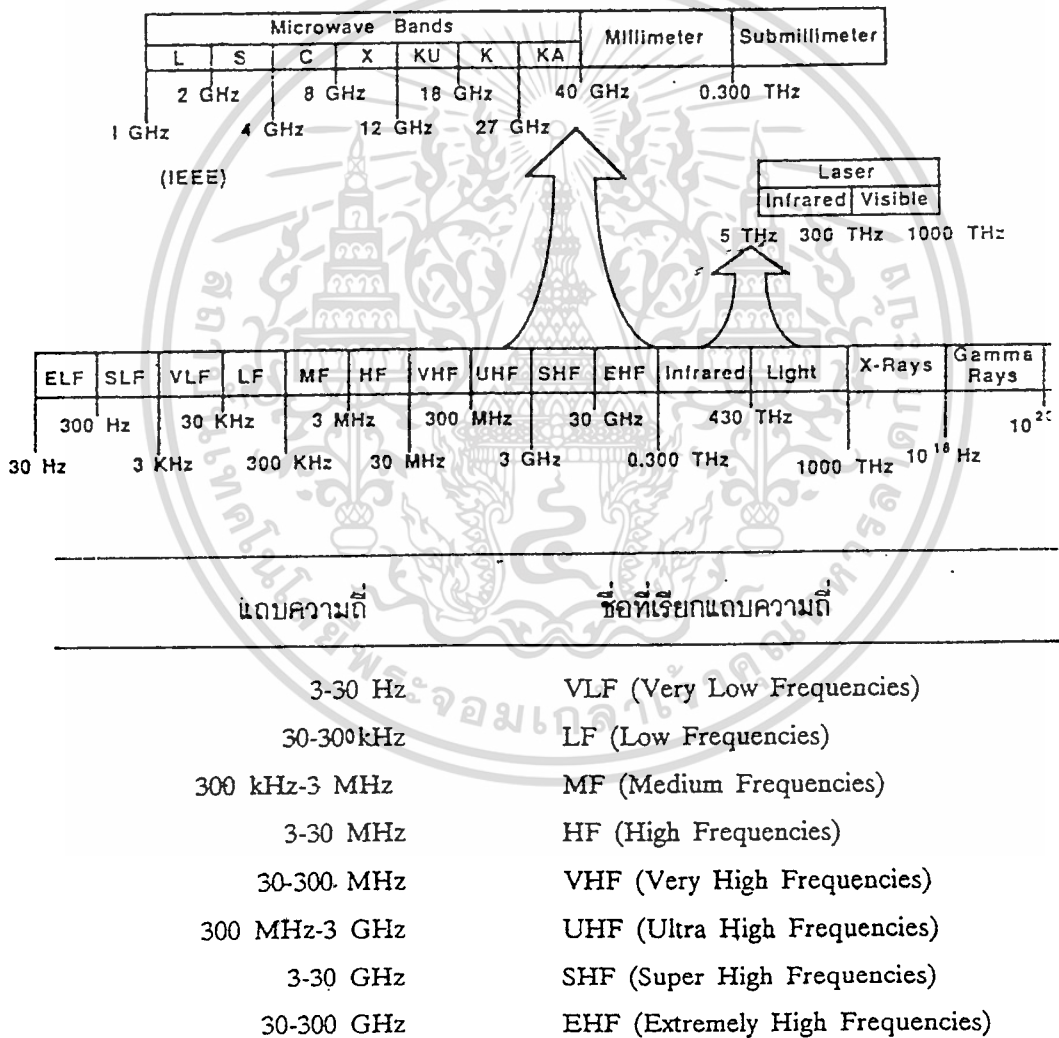 Microwave Bands Millimeter Submillimeter
L S C X KU K KA
2 GHz 8 GHz 18 GHz 40 GHz 0.300 THz
1 GHz 4 GHz 12 GHz 27 GHz
(IEEE)
Laser
Infrared Visible
5 THz 300 THz 1000 THz
ELF SLF VLF LF MF HF VHF UHF SHF EHF Infrared Light X-Rays Gamma Rays
300 Hz 30 KHz 3 MHz 300 MHz 30 GHz 430 THz
30 Hz 3 KHz 300 KHz 30 MHz 3 GHz 0.300 THz 1000 THz 10¹⁸ Hz
แถบความถี่ ชื่อที่เรียกแถบความถี่
3-30 Hz VLF (Very Low Frequencies)
30-300 kHz LF (Low Frequencies)
300 kHz-3 MHz MF (Medium Frequencies)
3-30 MHz HF (High Frequencies)
30-300 MHz VHF (Very High Frequencies)
300 MHz-3 GHz UHF (Ultra High Frequencies)
3-30 GHz SHF (Super High Frequencies)
30-300 GHz EHF (Extremely High Frequencies)